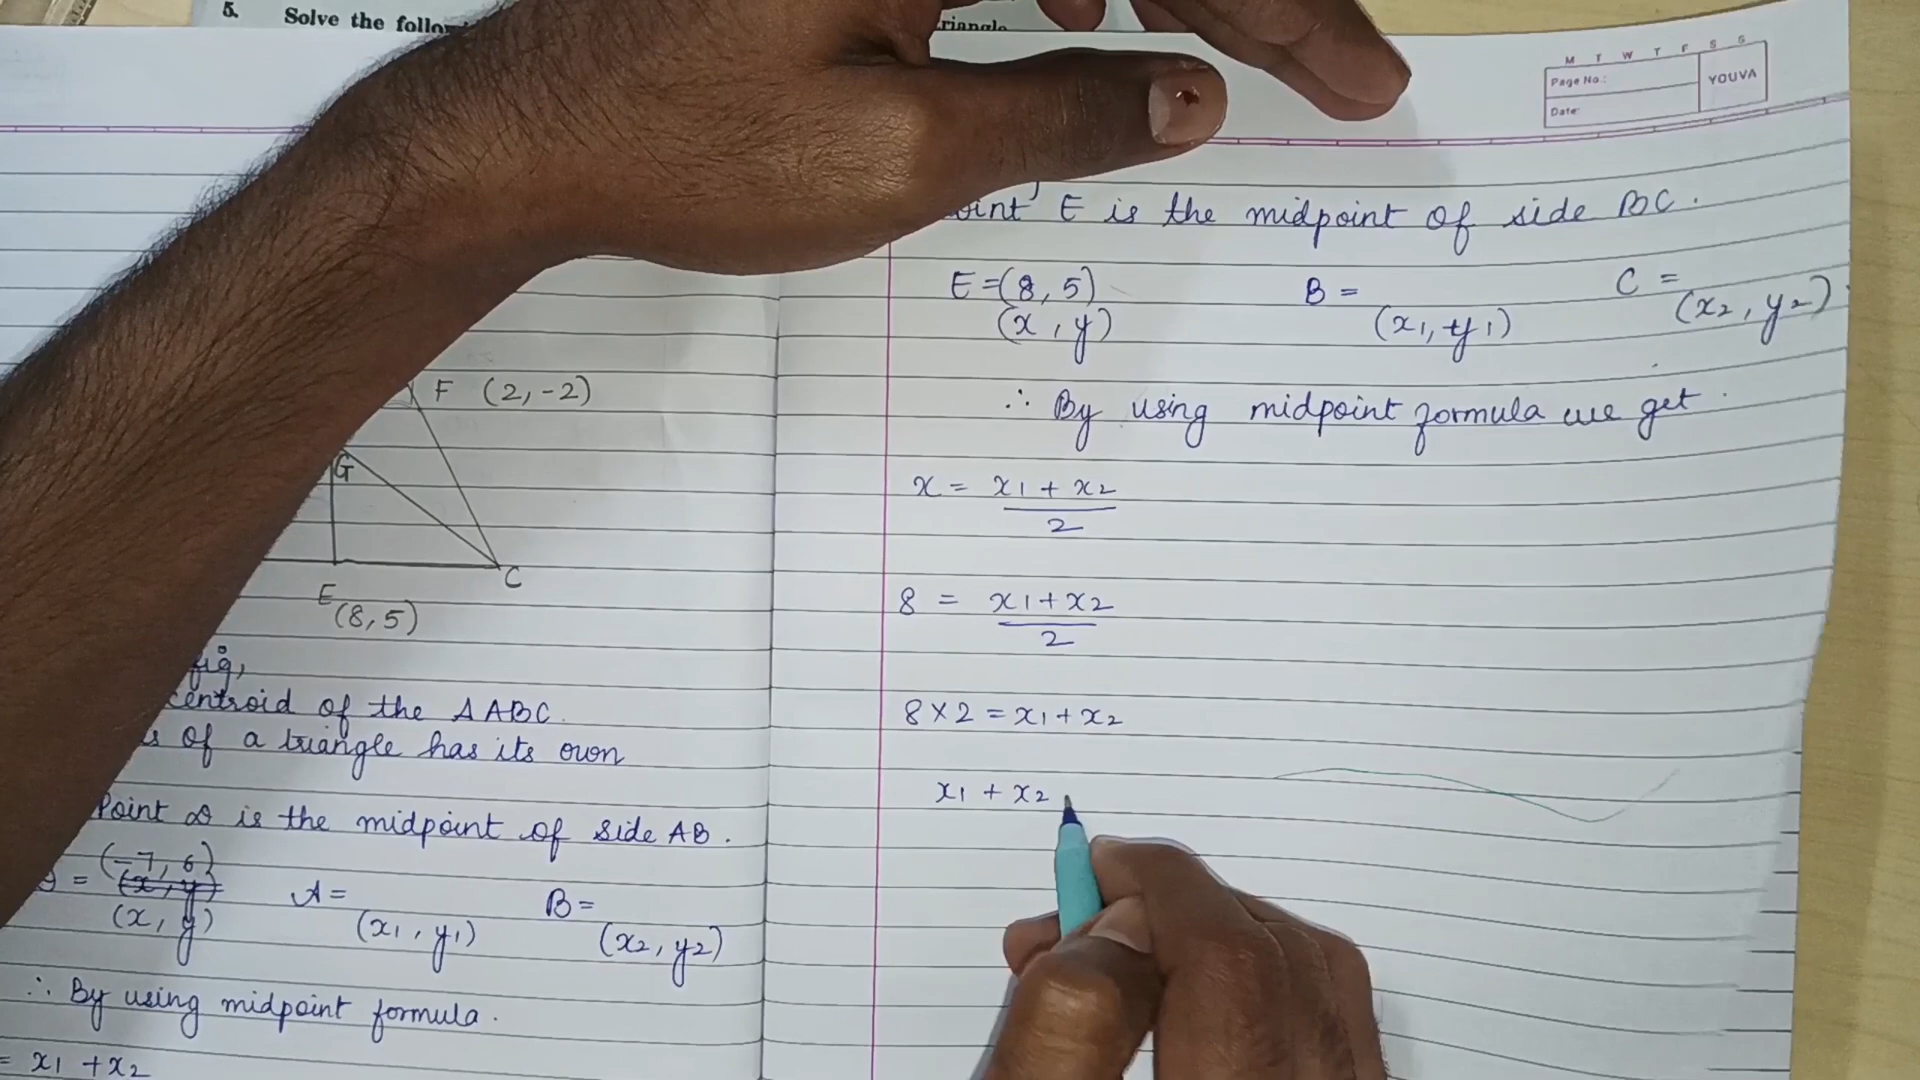 5. Solve the
M T W T F S S
Page No.:
YOUVA
Date:
F (2, -2)
G
C
E
(8, 5)
fig,
centroid of the ΔABC.
of a triangle has its own
Point D is the midpoint of side AB.
(-7, 6)
= (x, y)
(x, y)
A =
(x1, y1)
B =
(x2, y2)
∴ By using midpoint formula.
= x1 + x2
E is the midpoint of side BC.
E = (8, 5)
(x, y)
B =
(x1, y1)
C =
(x2, y2)
∴ By using midpoint formula we get
x = x1 + x2
2
8 = x1 + x2
2
8 × 2 = x1 + x2
x1 + x2